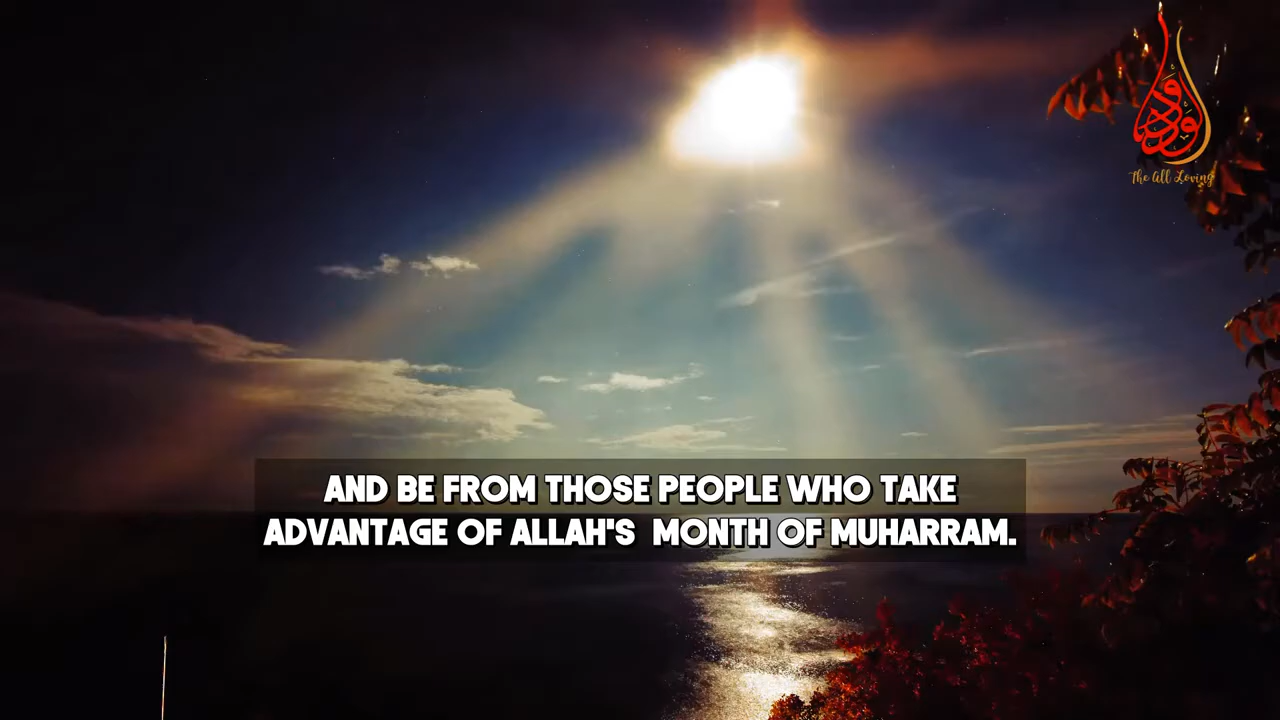 The All Loving
AND BE FROM THOSE PEOPLE WHO TAKE
ADVANTAGE OF ALLAH'S MONTH OF MUHARRAM.